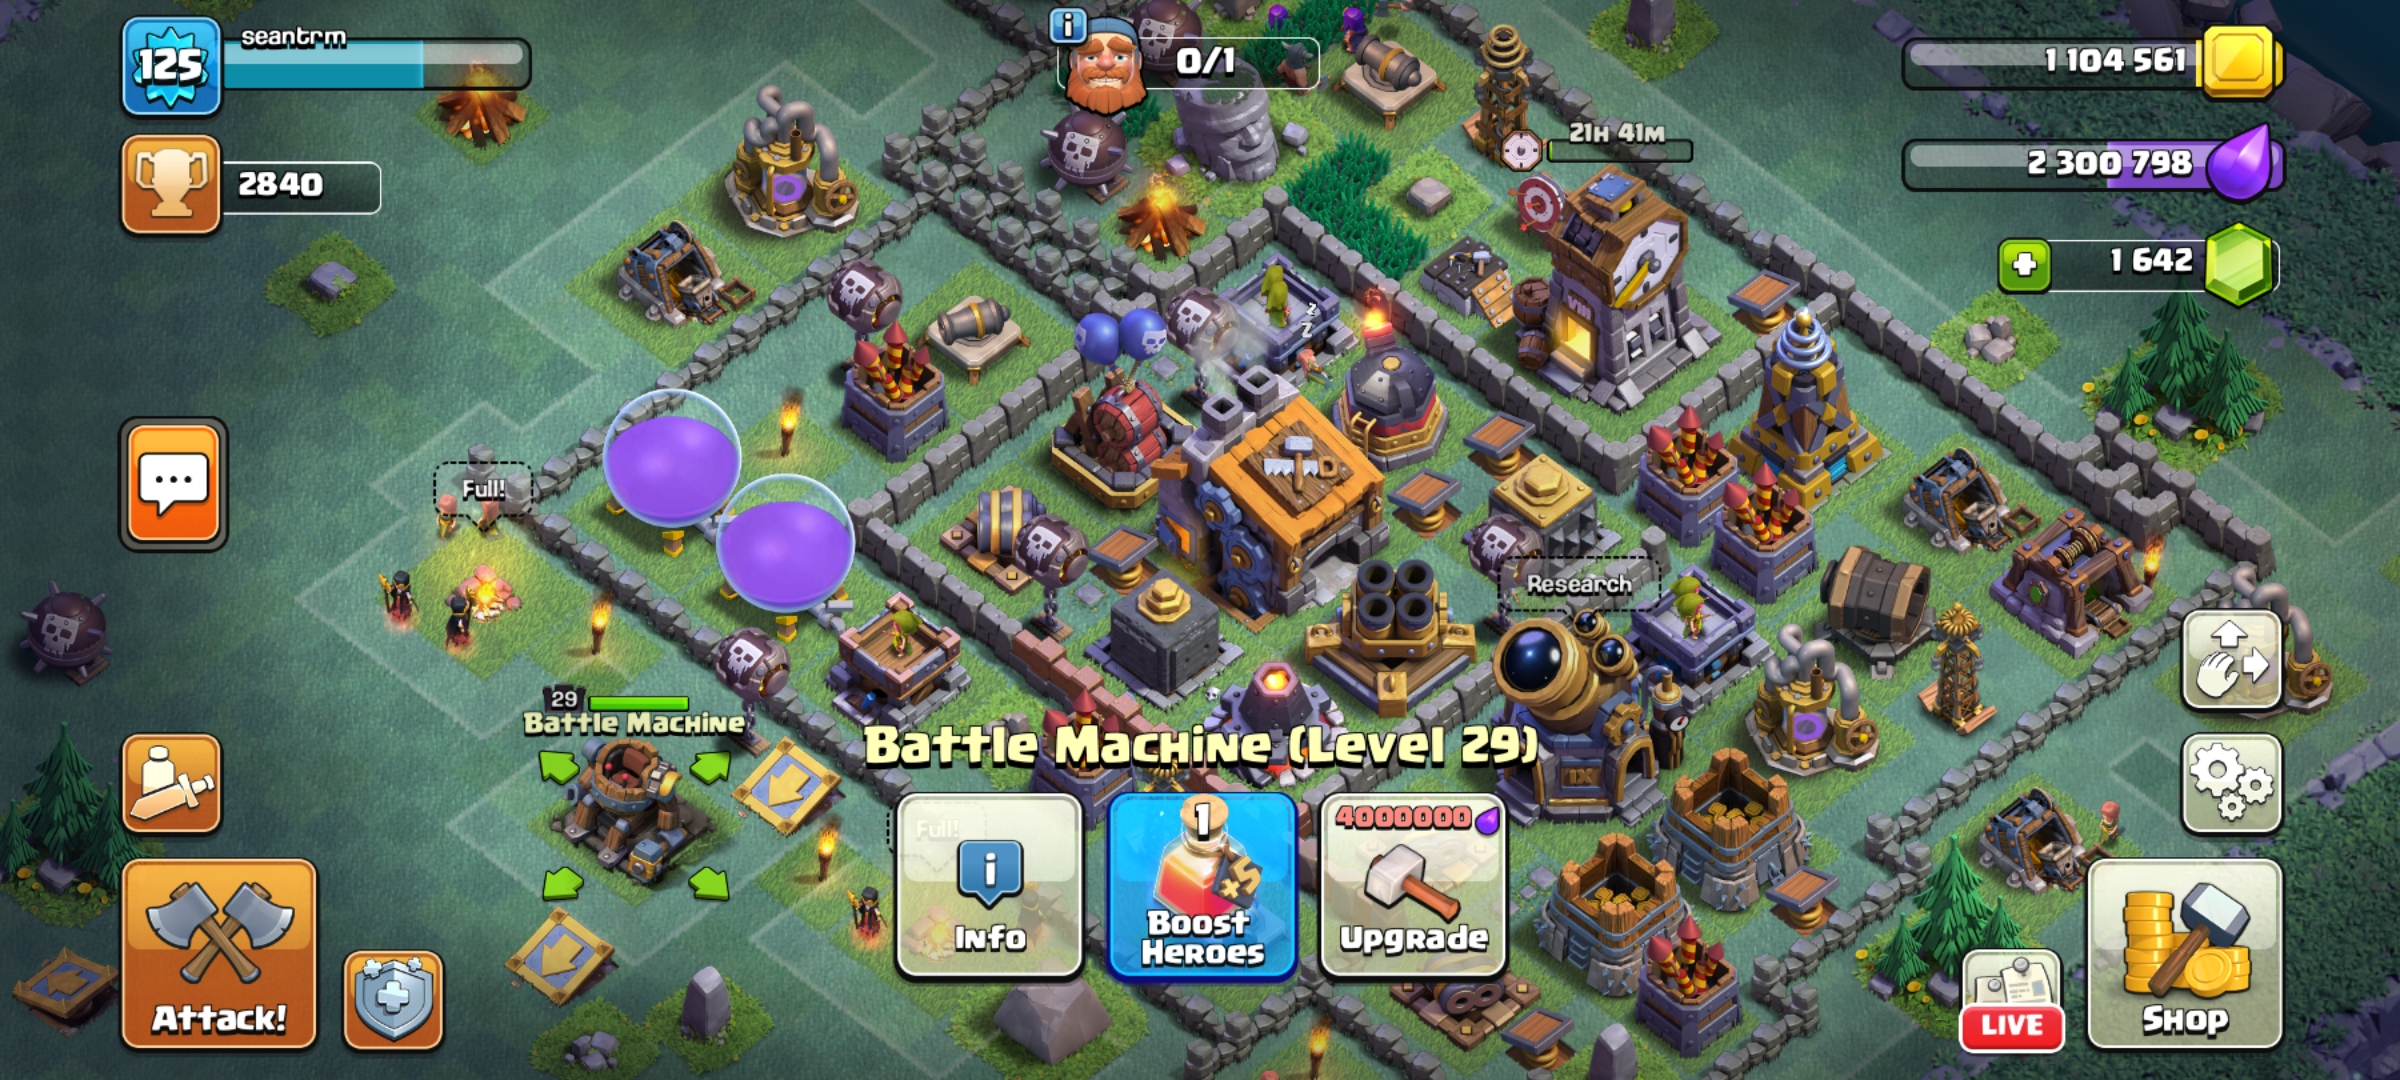 125
seantrm
0/1
1 104 561
2840
21H 41M
2 300 798
1 642
Full!
Research
29
Battle Machine
Battle Machine (Level 29)
Full!
Info
1
x5
Boost
Heroes
4000000
Upgrade
Attack!
LIVE
Shop